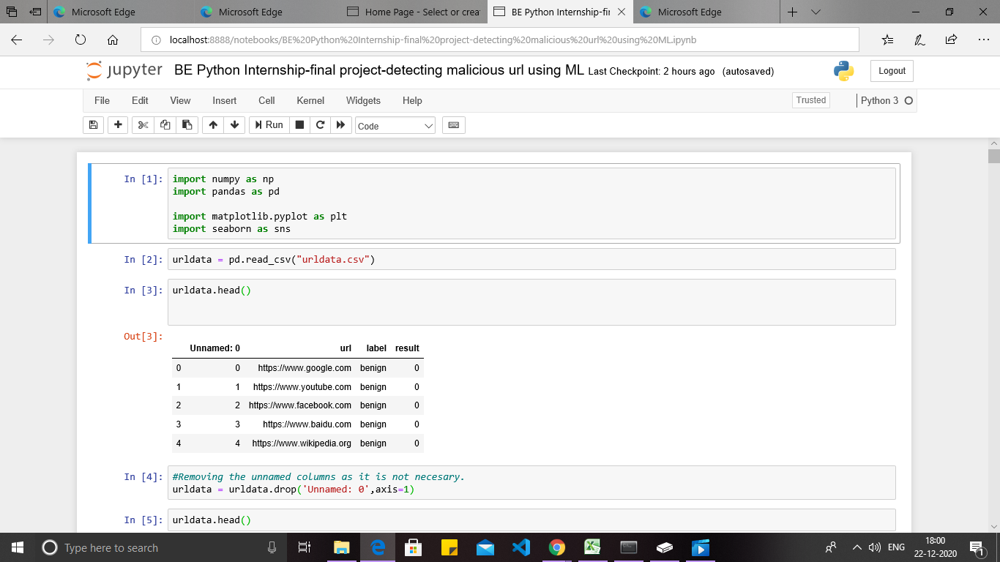 Microsoft Edge
Microsoft Edge
Home Page - Select or crea
BE Python Internship-fin
Microsoft Edge
localhost:8888/notebooks/BE%20Python%20Internship-final%20project-detecting%20malicious%20url%20using%20ML.ipynb
jupyter BE Python Internship-final project-detecting malicious url using ML Last Checkpoint: 2 hours ago (autosaved) Logout
File Edit View Insert Cell Kernel Widgets Help Trusted Python 3
Run Code
In [1]: import numpy as np
import pandas as pd
import matplotlib.pyplot as plt
import seaborn as sns
In [2]: urldata = pd.read_csv("urldata.csv")
In [3]: urldata.head()
Out[3]:
Unnamed: 0 url label result
0 0 https://www.google.com benign 0
1 1 https://www.youtube.com benign 0
2 2 https://www.facebook.com benign 0
3 3 https://www.baidu.com benign 0
4 4 https://www.wikipedia.org benign 0
In [4]: #Removing the unnamed columns as it is not necesary.
urldata = urldata.drop('Unnamed: 0',axis=1)
In [5]: urldata.head()
Type here to search
ENG
18:00
22-12-2020
1